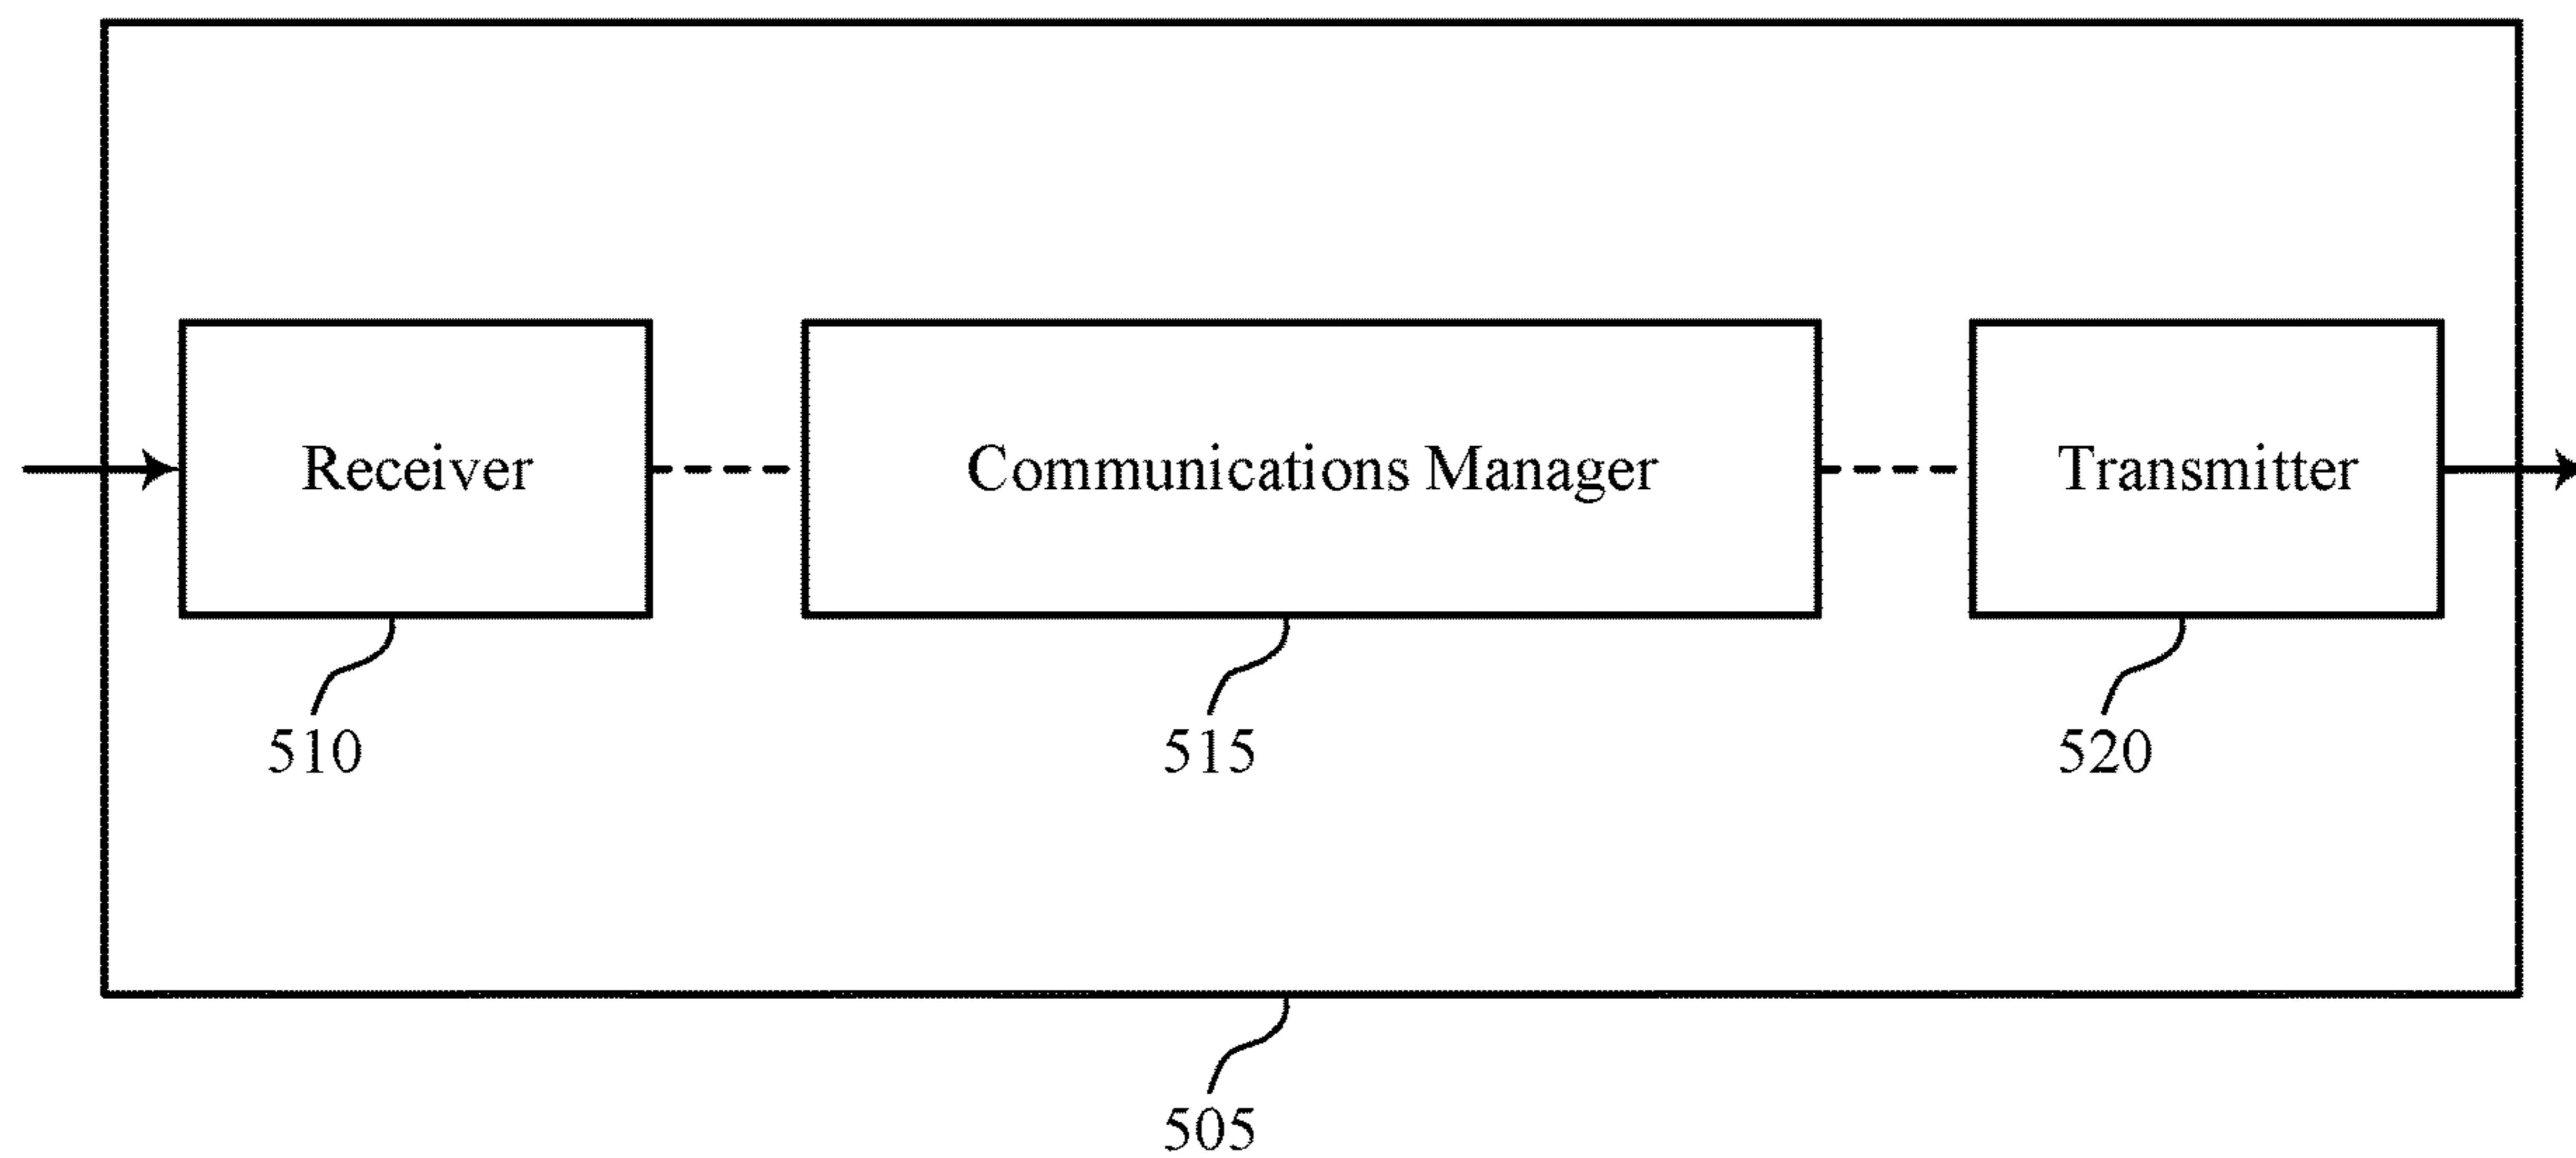 Receiver
Communications Manager
Transmitter
510
515
520
505